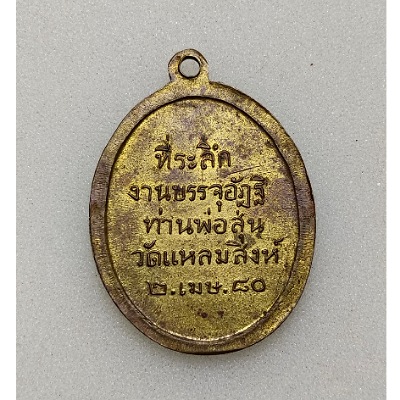 ที่ระลึก
งานบรรจุอัฏฐิ
ท่านพ่อสุ่น
วัดแหลมสิงห์
๒.เมษ.๘๐